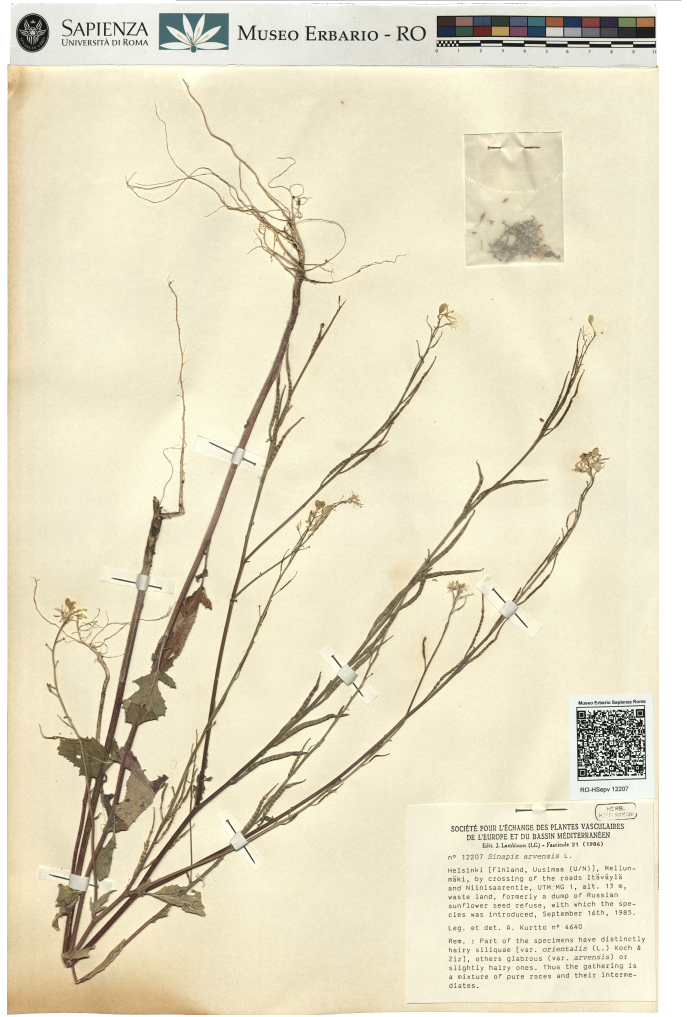 SAPIENZA
UNIVERSITÀ DI ROMA
MUSEO ERBARIO - RO
Museo Erbario Sapienza Roma
RO-HSepv 12207
HERB.
SOCIÉTÉ POUR L'ÉCHANGE DES PLANTES VASCULAIRES
DE L'EUROPE ET DU BASSIN MÉDITERRANÉEN
Edit. J. Lambinon (LG) - Fascicule 21 (1986)
n° 12207 Sinapis arvensis L.
Helsinki [Finland, Uusimaa (U/N)], Mellun-
mäki, by crossing of the roads Itäväylä
and Niinisaarentie, UTM MG 1, alt. 13 m,
waste land, formerly a dump of Russian
sunflower seed refuse, with which the spe-
cies was introduced, September 16th, 1985.
Leg. et det. A. Kurtto n° 4640
Rem. : Part of the specimens have distinctly
hairy siliquae [var. orientalis (L.) Koch &
Ziz], others glabrous (var. arvensis) or
slightly hairy ones. Thus the gathering is
a mixture of pure races and their interme-
diates.